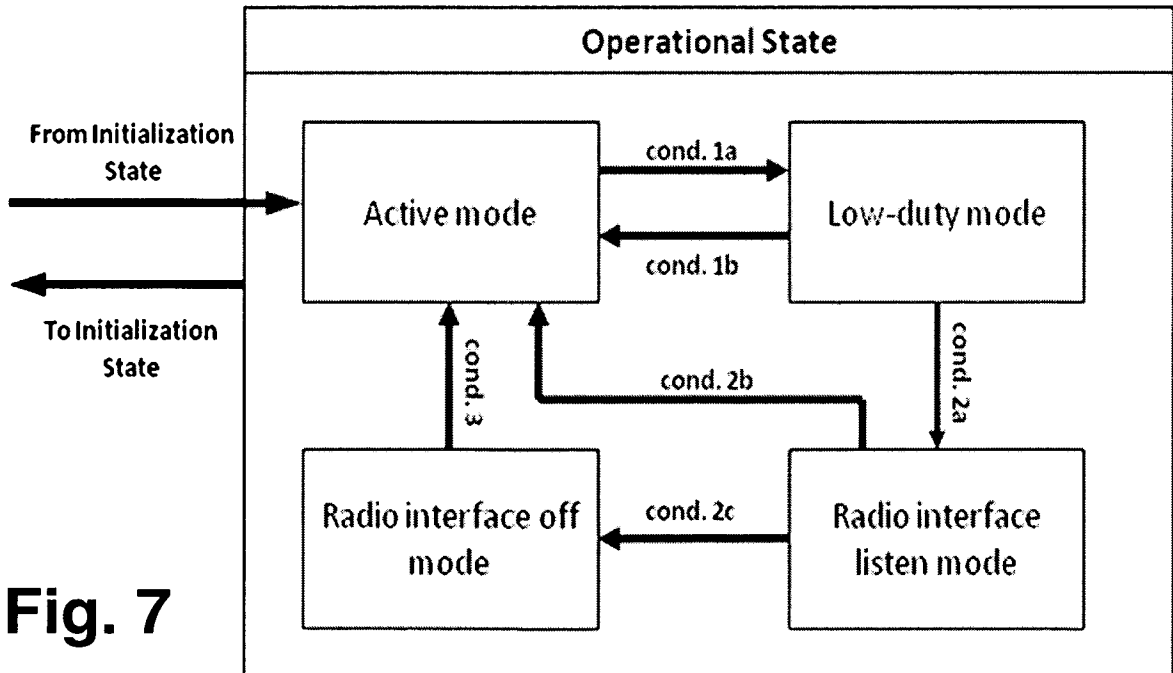 Operational State
From Initialization
State
To Initialization
State
Active mode
cond. 1a
cond. 1b
Low-duty mode
cond. 3
cond. 2b
cond. 2a
Radio interface off
mode
cond. 2c
Radio interface
listen mode
Fig. 7